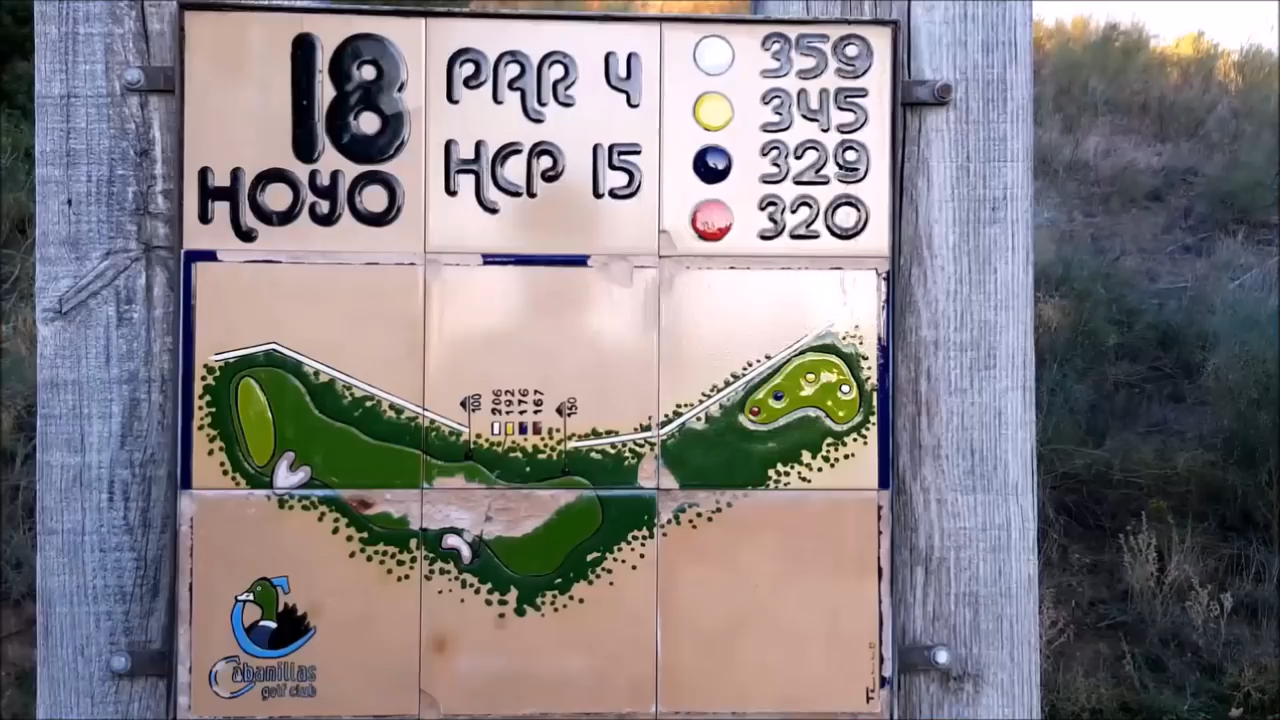 18
HOYO
PAR 4
HCP 15
359
345
329
320
100
206
192
176
167
150
Cabanillas
golf club